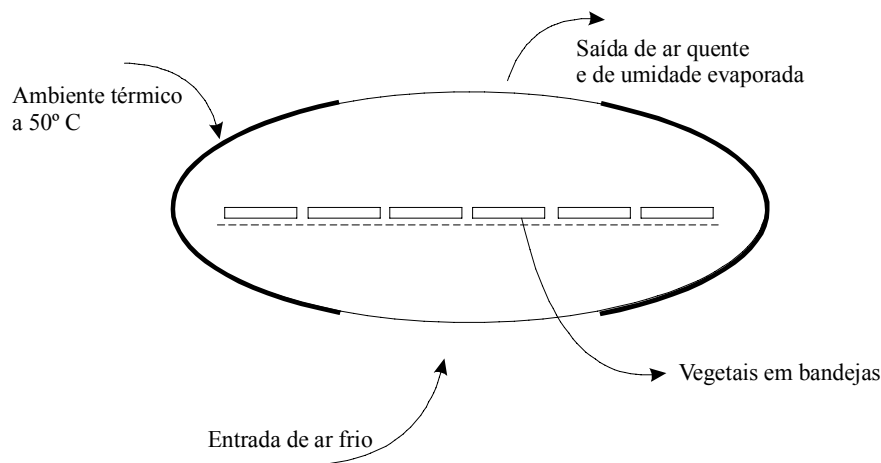 Saída de ar quente
e de umidade evaporada
Ambiente térmico
a 50º C
Vegetais em bandejas
Entrada de ar frio